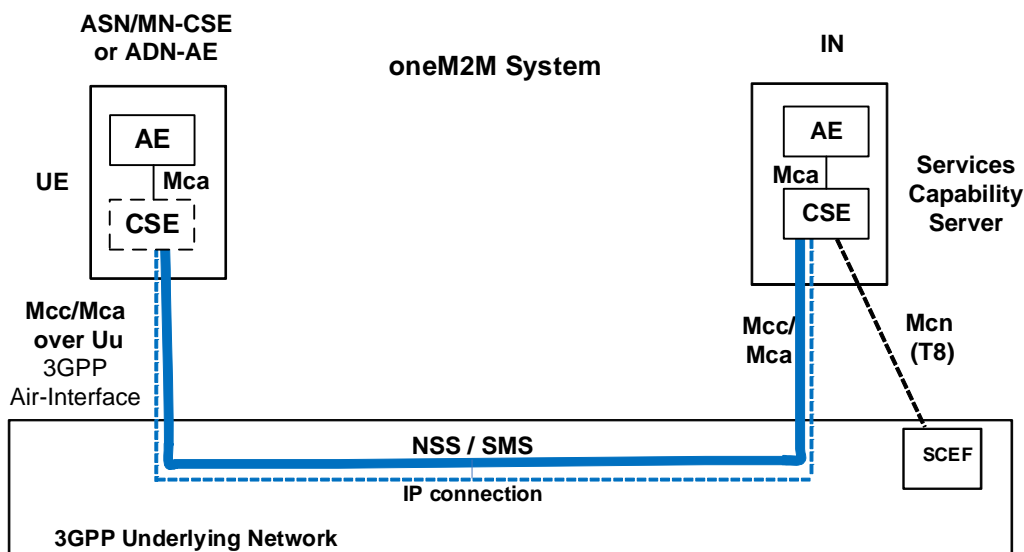 ASN/MN-CSE
or ADN-AE
oneM2M System
IN
AE
Mca
CSE
UE
AE
Mca
CSE
Services
Capability
Server
Mcc/Mca
over Uu
3GPP
Air-Interface
Mcc/
Mca
Mcn
(T8)
NSS / SMS
IP connection
SCEF
3GPP Underlying Network